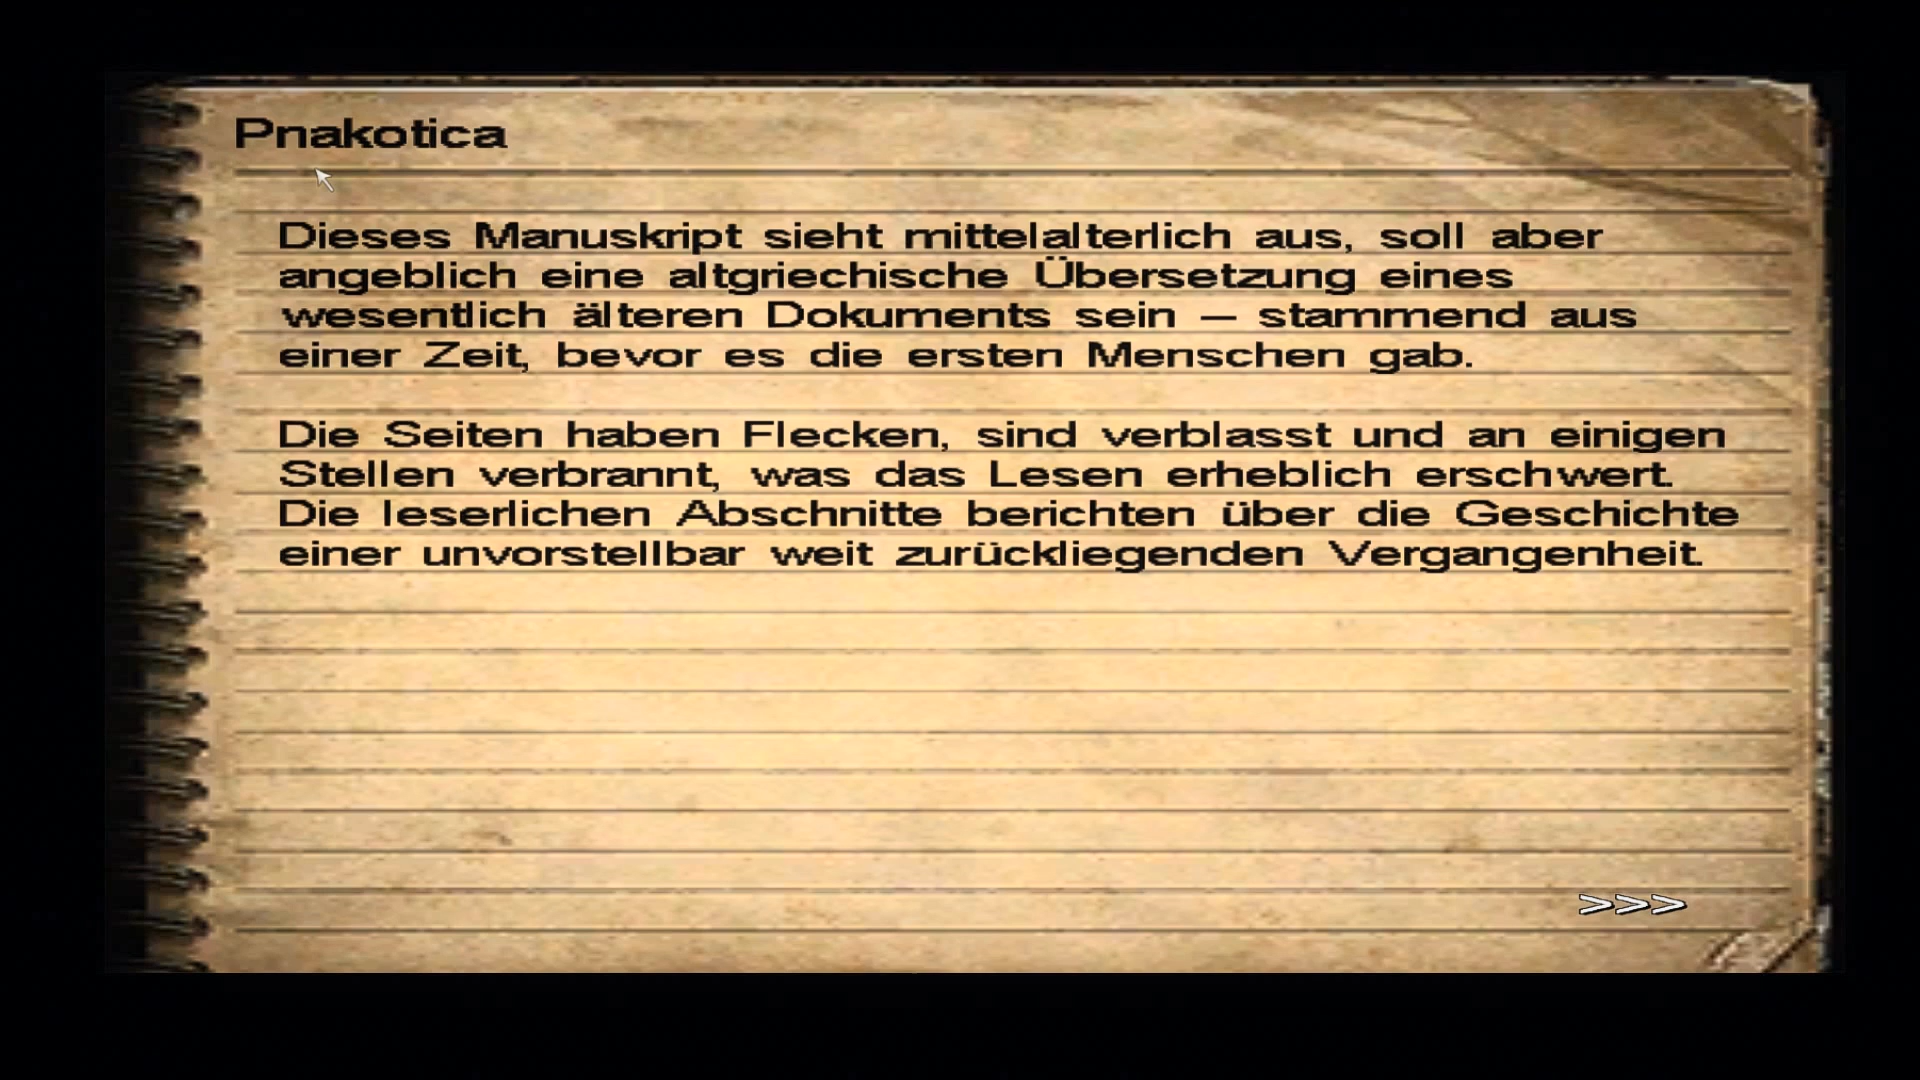 Pnakotica
Dieses Manuskript sieht mittelalterlich aus, soll aber
angeblich eine altgriechische Übersetzung eines
wesentlich älteren Dokuments sein – stammend aus
einer Zeit, bevor es die ersten Menschen gab.
Die Seiten haben Flecken, sind verblasst und an einigen
Stellen verbrannt, was das Lesen erheblich erschwert.
Die leserlichen Abschnitte berichten über die Geschichte
einer unvorstellbar weit zurückliegenden Vergangenheit.
>>>